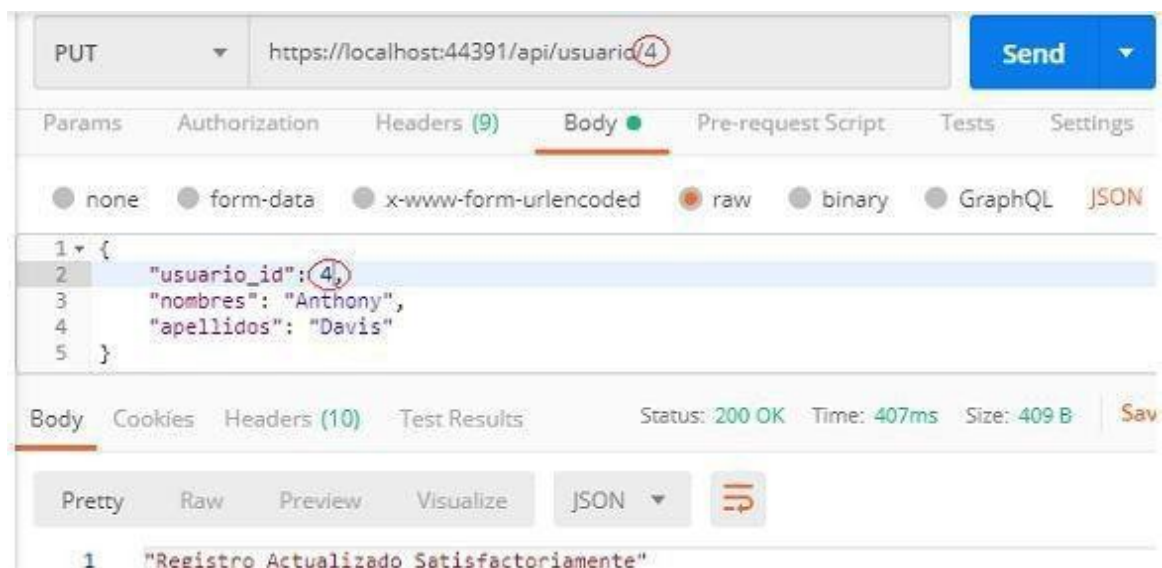 PUT https://localhost:44391/api/usuario/4 Send
Params Authorization Headers (9) Body Pre-request Script Tests Settings
none form-data x-www-form-urlencoded raw binary GraphQL JSON
1 {
2 "usuario_id": 4,
3 "nombres": "Anthony",
4 "apellidos": "Davis"
5 }
Body Cookies Headers (10) Test Results Status: 200 OK Time: 407ms Size: 409 B Sav
Pretty Raw Preview Visualize JSON
1 "Registro Actualizado Satisfactoriamente"